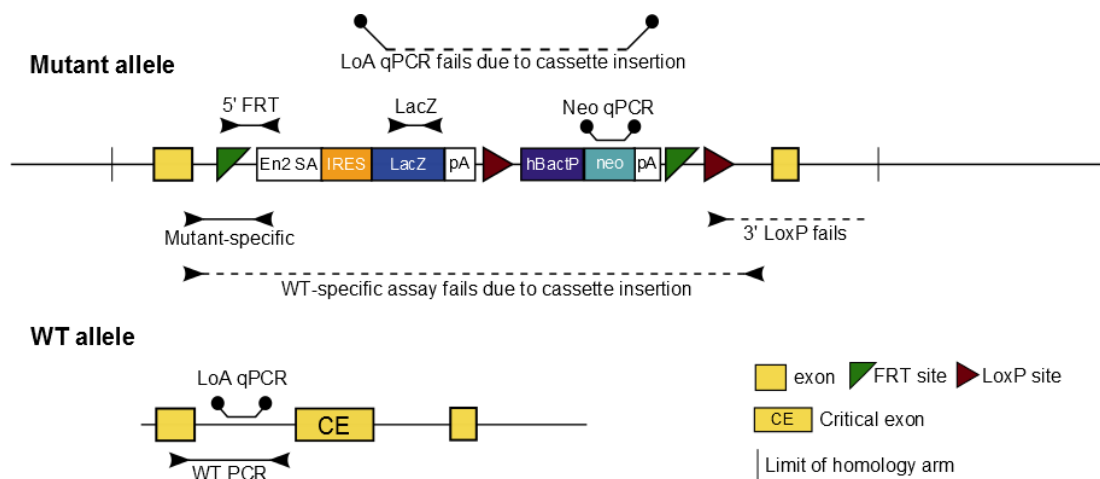 LoA qPCR fails due to cassette insertion
Mutant allele
5' FRT
LacZ
Neo qPCR
En2 SA IRES LacZ pA hBactP neo pA
Mutant-specific
3' LoxP fails
WT-specific assay fails due to cassette insertion
WT allele
LoA qPCR
exon FRT site LoxP site
CE
CE Critical exon
WT PCR
Limit of homology arm